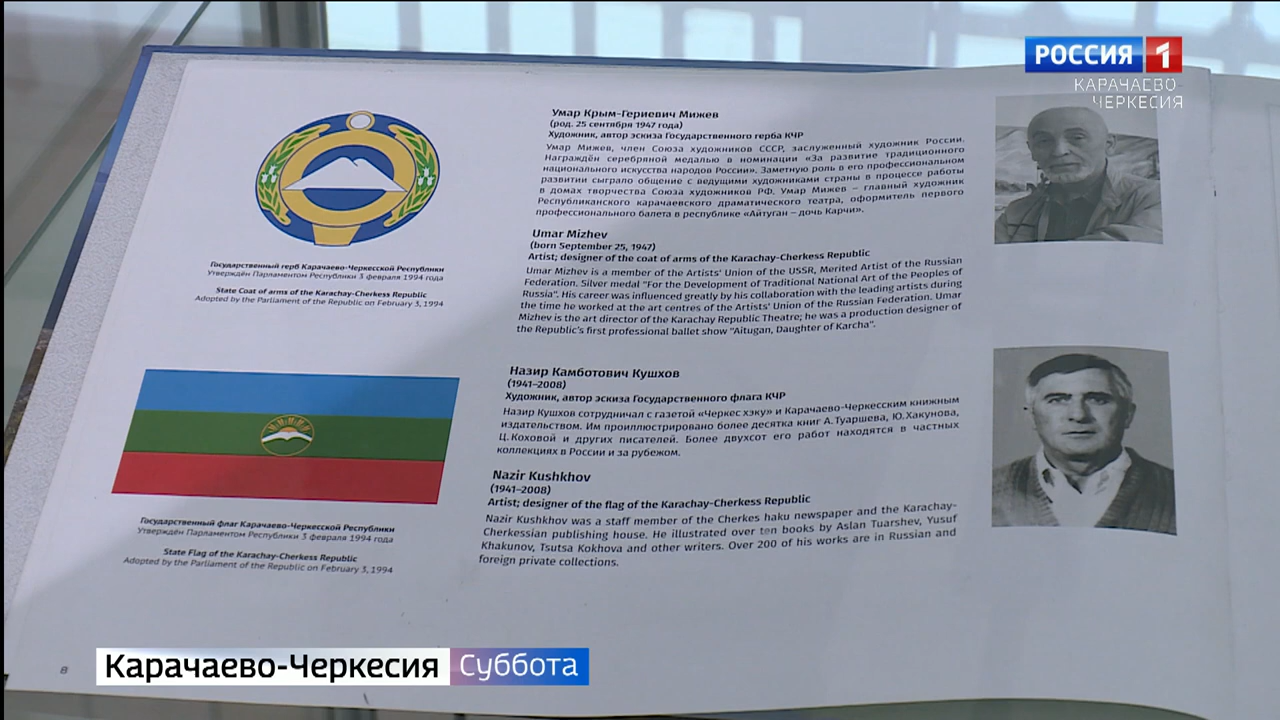 РОССИЯ 1
КАРАЧАЕВО-
ЧЕРКЕСИЯ
Государственный герб Карачаево-Черкесской Республики
Утверждён Парламентом Республики 3 февраля 1994 года
State Coat of arms of the Karachay-Cherkess Republic
Adopted by the Parliament of the Republic on February 3, 1994
Умар Крым-Гериевич Мижев
(род. 25 сентября 1947 года)
Художник, автор эскиза Государственного герба КЧР
Умар Мижев, член Союза художников СССР, заслуженный художник России.
Награждён серебряной медалью в номинации «За развитие традиционного
национального искусства народов России». Заметную роль в его профессиональном
развитии сыграло общение с ведущими художниками страны в процессе работы
в домах творчества Союза художников РФ. Умар Мижев – главный художник
Республиканского карачаевского драматического театра, оформитель первого
профессионального балета в республике «Айтуган – дочь Карчи».
Umar Mizhev
(born September 25, 1947)
Artist; designer of the coat of arms of the Karachay-Cherkess Republic
Umar Mizhev is a member of the Artists' Union of the USSR, Merited Artist of the Russian
Federation. Silver medal "For the Development of Traditional National Art of the Peoples of
Russia". His career was influenced greatly by his collaboration with the leading artists during
the time he worked at the art centres of the Artists' Union of the Russian Federation. Umar
Mizhev is the art director of the Karachay Republic Theatre; he was a production designer of
the Republic's first professional ballet show "Aitugan, Daughter of Karcha".
Государственный флаг Карачаево-Черкесской Республики
Утверждён Парламентом Республики 3 февраля 1994 года
State Flag of the Karachay-Cherkess Republic
Adopted by the Parliament of the Republic on February 3, 1994
Назир Камботович Кушхов
(1941–2008)
Художник, автор эскиза Государственного флага КЧР
Назир Кушхов сотрудничал с газетой «Черкес хэку» и Карачаево-Черкесским книжным
издательством. Им проиллюстрировано более десятка книг А.Туаршева, Ю.Хакунова,
Ц.Коховой и других писателей. Более двухсот его работ находятся в частных
коллекциях в России и за рубежом.
Nazir Kushkhov
(1941–2008)
Artist; designer of the flag of the Karachay-Cherkess Republic
Nazir Kushkhov was a staff member of the Cherkes haku newspaper and the Karachay-
Cherkessian publishing house. He illustrated over ten books by Aslan Tuarshev, Yusuf
Khakunov, Tsutsa Kokhova and other writers. Over 200 of his works are in Russian and
foreign private collections.
8
Карачаево-Черкесия Суббота